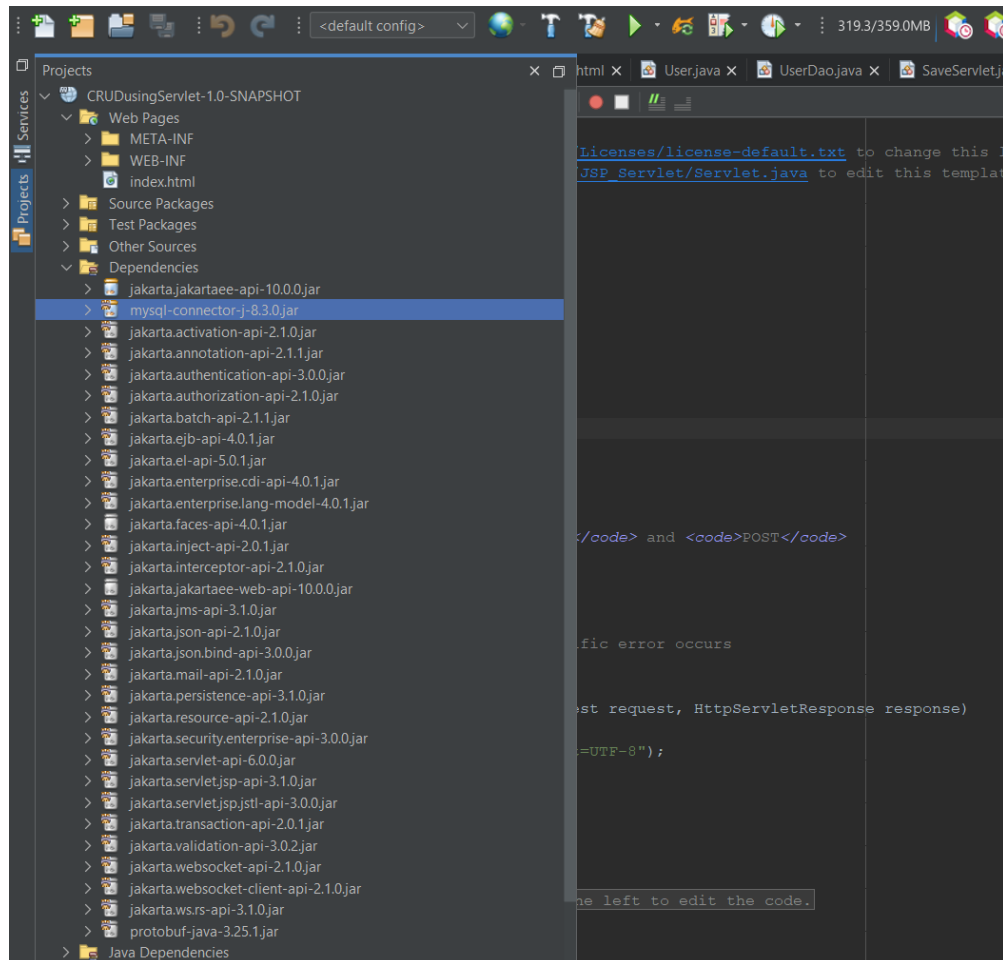 <default config>
319.3/359.0MB
Projects
html
User.java
UserDao.java
SaveServlet.ja
Services
Projects
CRUDusingServlet-1.0-SNAPSHOT
Web Pages
META-INF
WEB-INF
index.html
Source Packages
Test Packages
Other Sources
Dependencies
jakarta.jakartaee-api-10.0.0.jar
mysql-connector-j-8.3.0.jar
jakarta.activation-api-2.1.0.jar
jakarta.annotation-api-2.1.1.jar
jakarta.authentication-api-3.0.0.jar
jakarta.authorization-api-2.1.0.jar
jakarta.batch-api-2.1.1.jar
jakarta.ejb-api-4.0.1.jar
jakarta.el-api-5.0.1.jar
jakarta.enterprise.cdi-api-4.0.1.jar
jakarta.enterprise.lang-model-4.0.1.jar
jakarta.faces-api-4.0.1.jar
jakarta.inject-api-2.0.1.jar
jakarta.interceptor-api-2.1.0.jar
jakarta.jakartaee-web-api-10.0.0.jar
jakarta.jms-api-3.1.0.jar
jakarta.json-api-2.1.0.jar
jakarta.json.bind-api-3.0.0.jar
jakarta.mail-api-2.1.0.jar
jakarta.persistence-api-3.1.0.jar
jakarta.resource-api-2.1.0.jar
jakarta.security.enterprise-api-3.0.0.jar
jakarta.servlet-api-6.0.0.jar
jakarta.servlet.jsp-api-3.1.0.jar
jakarta.servlet.jsp.jstl-api-3.0.0.jar
jakarta.transaction-api-2.0.1.jar
jakarta.validation-api-3.0.2.jar
jakarta.websocket-api-2.1.0.jar
jakarta.websocket-client-api-2.1.0.jar
jakarta.ws.rs-api-3.1.0.jar
protobuf-java-3.25.1.jar
Java Dependencies
/Licenses/license-default.txt to change this l
/JSP_Servlet/Servlet.java to edit this templat
</code> and <code>POST</code>
ific error occurs
est request, HttpServletResponse response)
=UTF-8");
he left to edit the code.